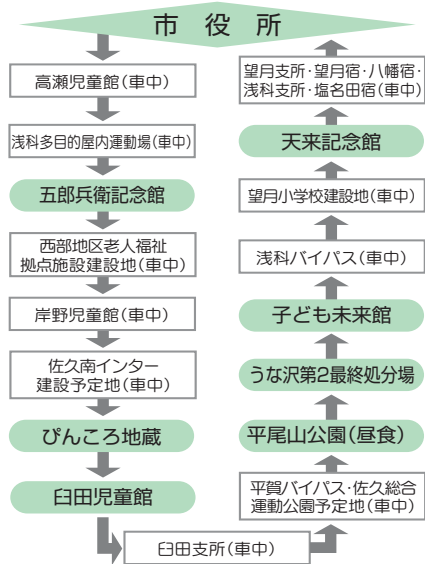 市役所
高瀬児童館(車中)
浅科多目的屋内運動場(車中)
五郎兵衛記念館
西部地区老人福祉
拠点施設建設地(車中)
岸野児童館(車中)
佐久南インター
建設予定地(車中)
ぴんころ地蔵
臼田児童館
臼田支所(車中)
平賀バイパス・佐久総合
運動公園予定地(車中)
平尾山公園(昼食)
うな沢第2最終処分場
子ども未来館
浅科バイパス(車中)
望月小学校建設地(車中)
天来記念館
望月支所・望月宿・八幡宿・
浅科支所・塩名田宿(車中)